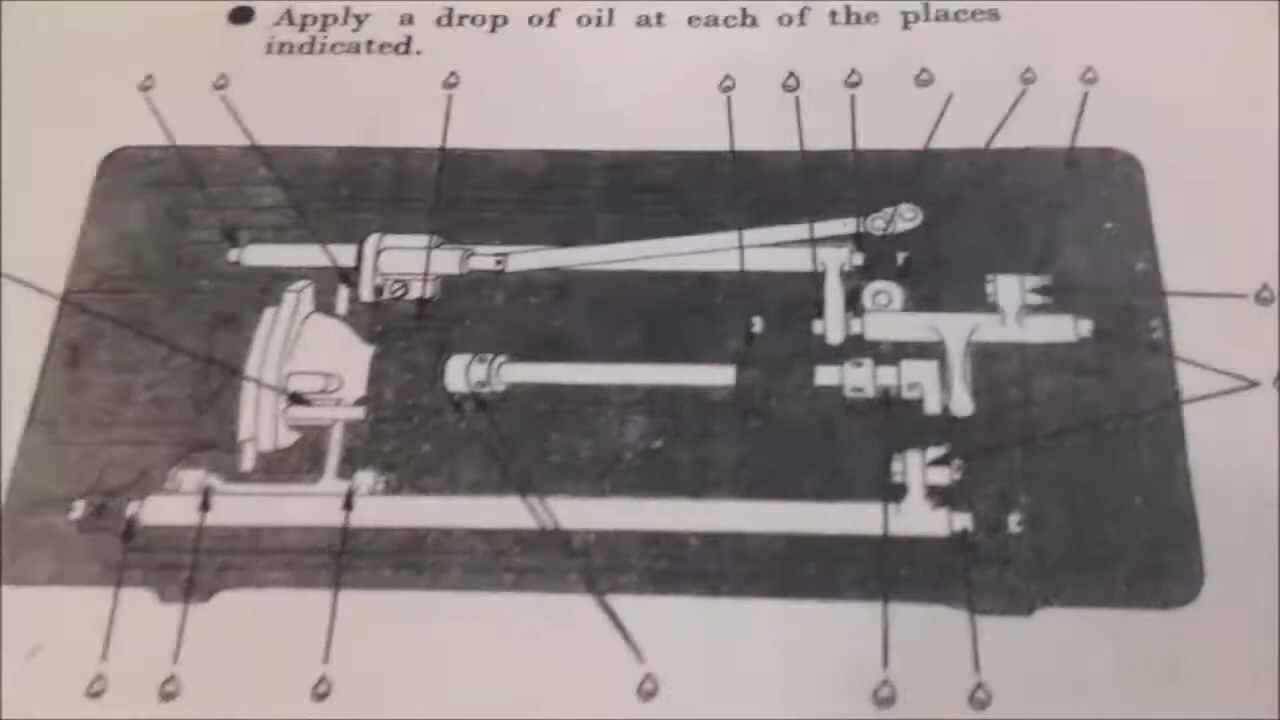 ● Apply a drop of oil at each of the places
indicated.